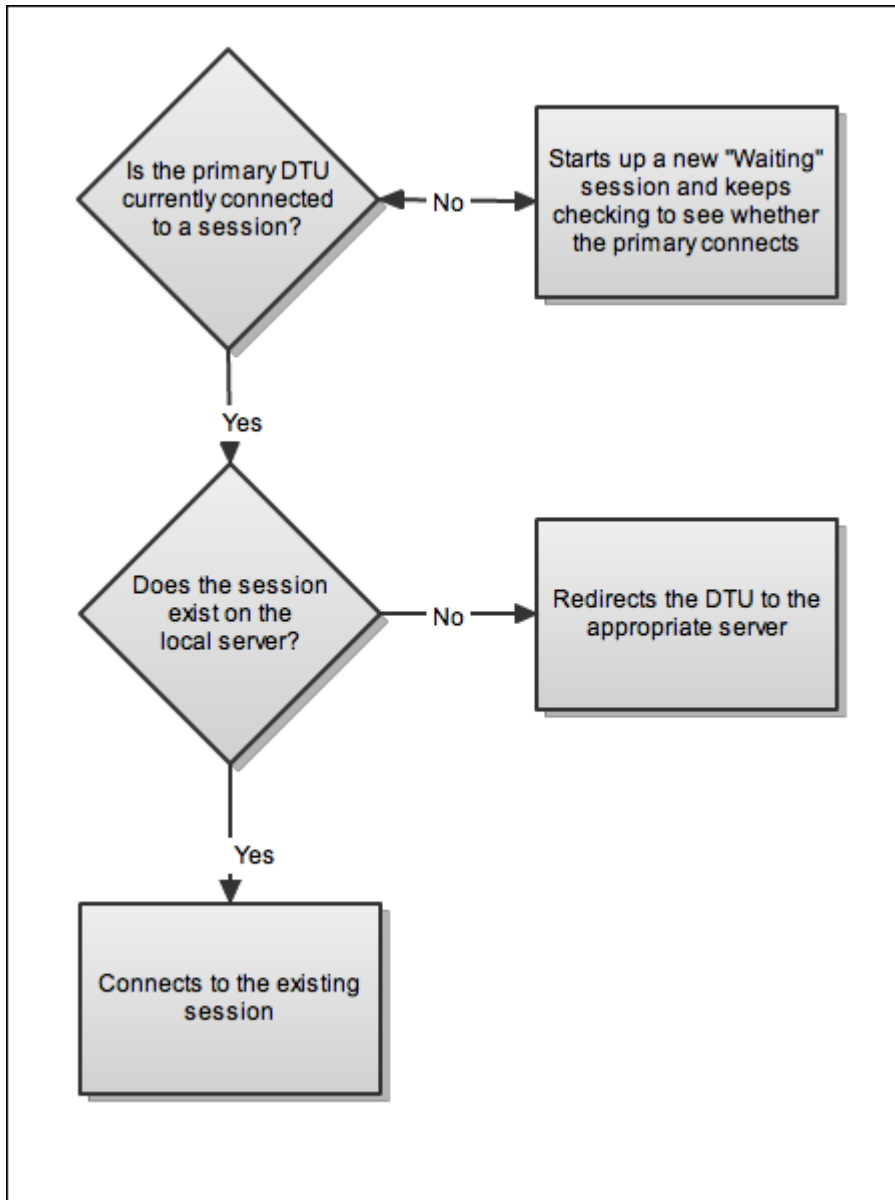 Is the primary DTU
currently connected
to a session?
No
Starts up a new "Waiting"
session and keeps
checking to see whether
the primary connects
Yes
Does the session
exist on the
local server?
No
Redirects the DTU to the
appropriate server
Yes
Connects to the existing
session